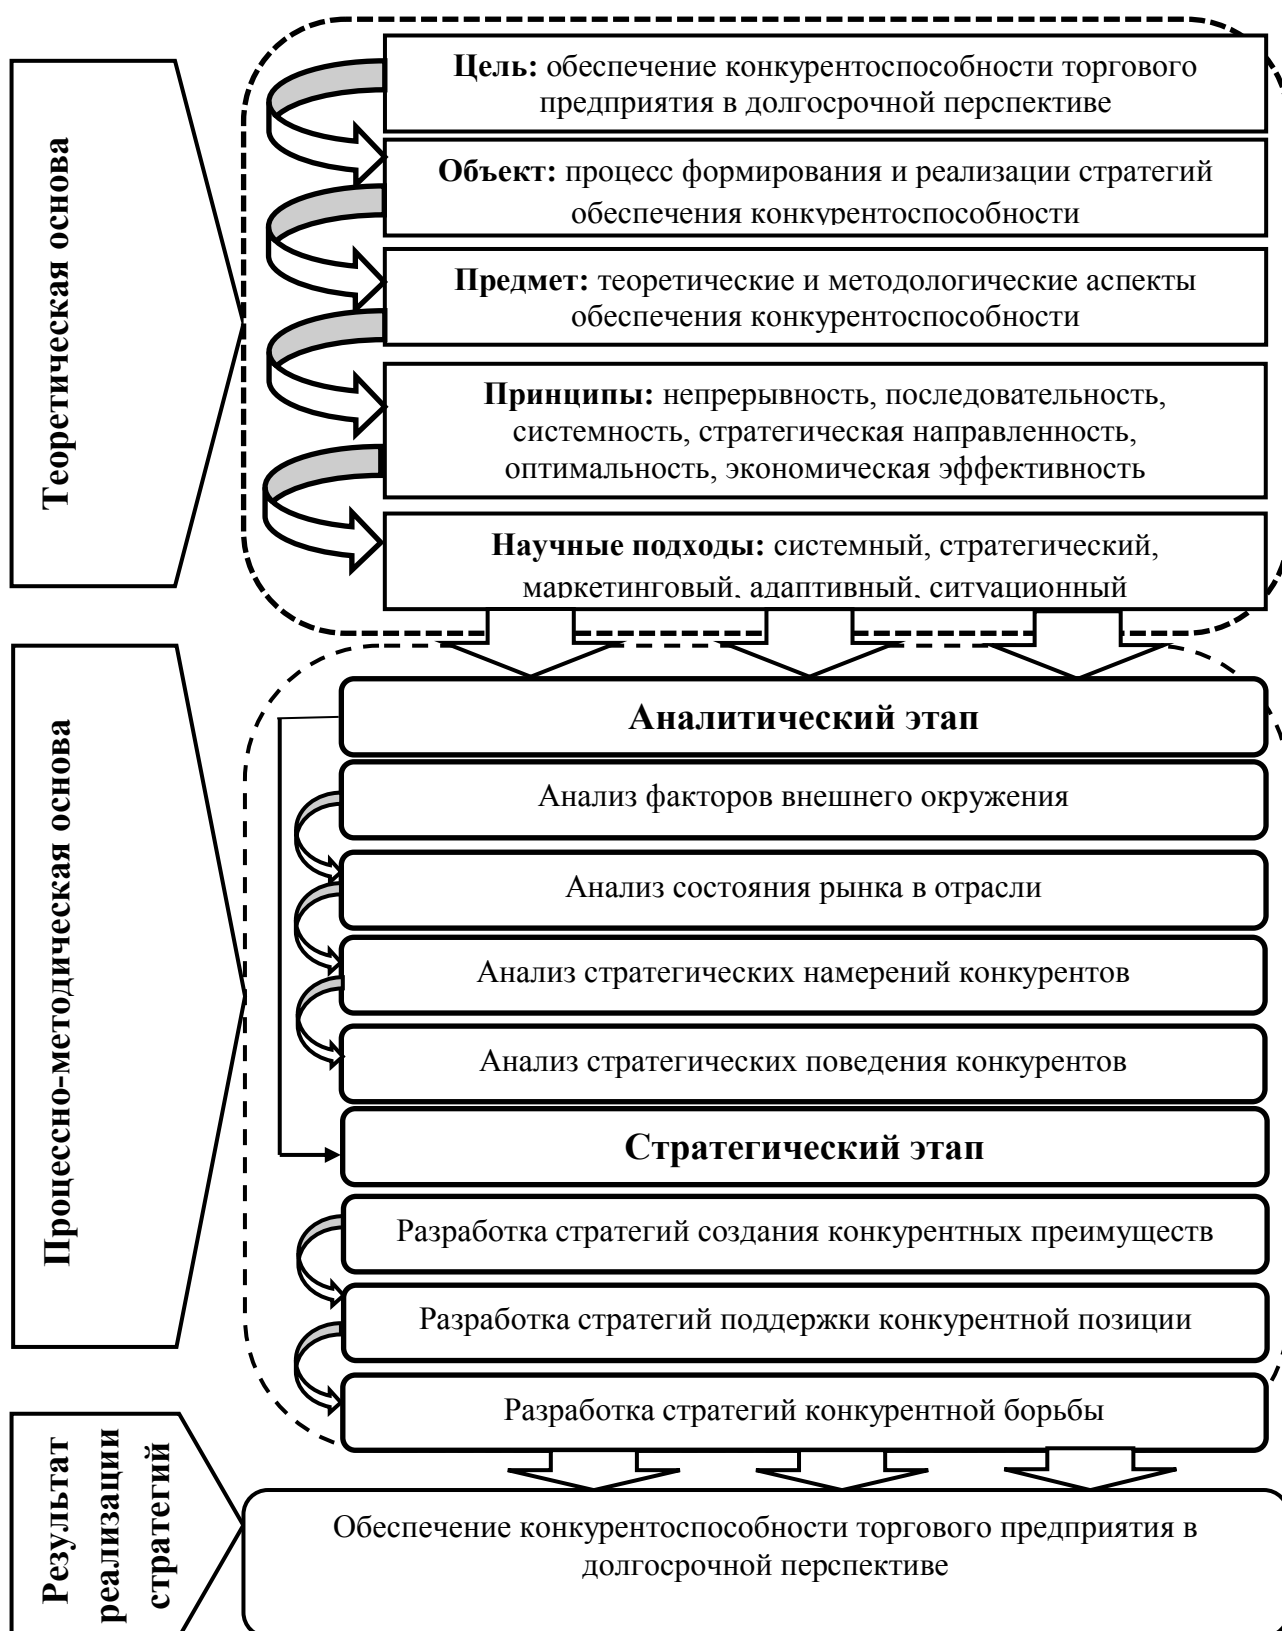 Теоретическая основа
Цель: обеспечение конкурентоспособности торгового
предприятия в долгосрочной перспективе
Объект: процесс формирования и реализации стратегий
обеспечения конкурентоспособности
Предмет: теоретические и методологические аспекты
обеспечения конкурентоспособности
Принципы: непрерывность, последовательность,
системность, стратегическая направленность,
оптимальность, экономическая эффективность
Научные подходы: системный, стратегический,
маркетинговый, адаптивный, ситуационный
Процессно-методическая основа
Аналитический этап
Анализ факторов внешнего окружения
Анализ состояния рынка в отрасли
Анализ стратегических намерений конкурентов
Анализ стратегических поведения конкурентов
Стратегический этап
Разработка стратегий создания конкурентных преимуществ
Разработка стратегий поддержки конкурентной позиции
Разработка стратегий конкурентной борьбы
Результат
реализации
стратегий
Обеспечение конкурентоспособности торгового предприятия в
долгосрочной перспективе